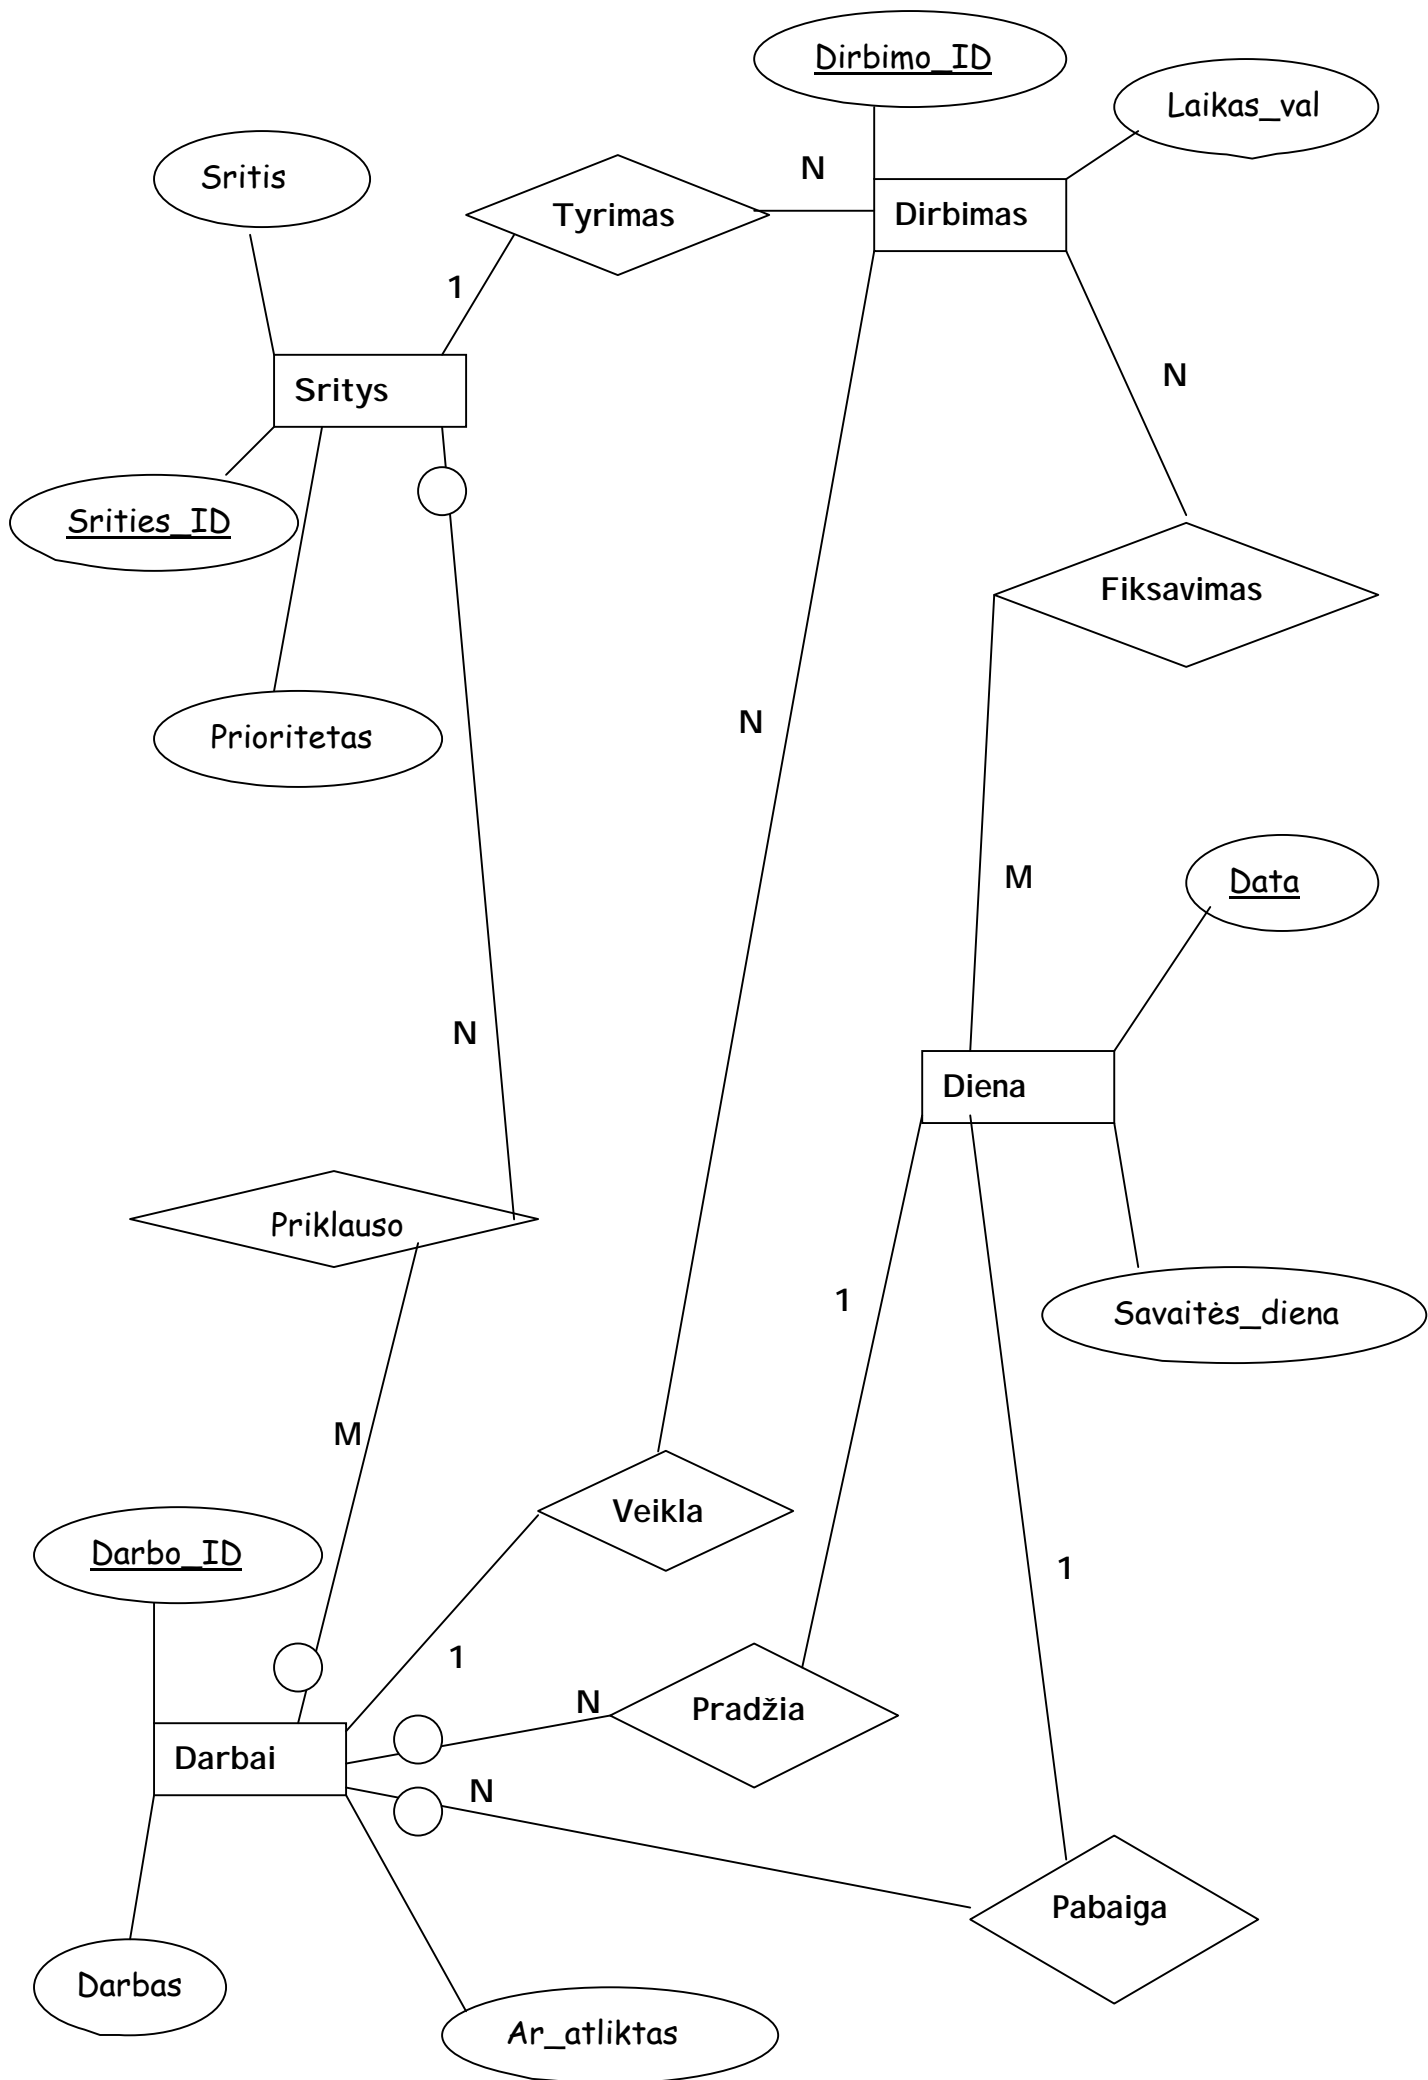 Dirbimo_ID
Laikas_val
Sritis
N
Tyrimas
Dirbimas
1
N
Sritys
Srities_ID
Fiksavimas
N
Prioritetas
M
Data
N
Diena
Priklauso
1
Savaitės_diena
M
Veikla
Darbo_ID
1
1
N
Pradžia
Darbai
N
Pabaiga
Darbas
Ar_atliktas